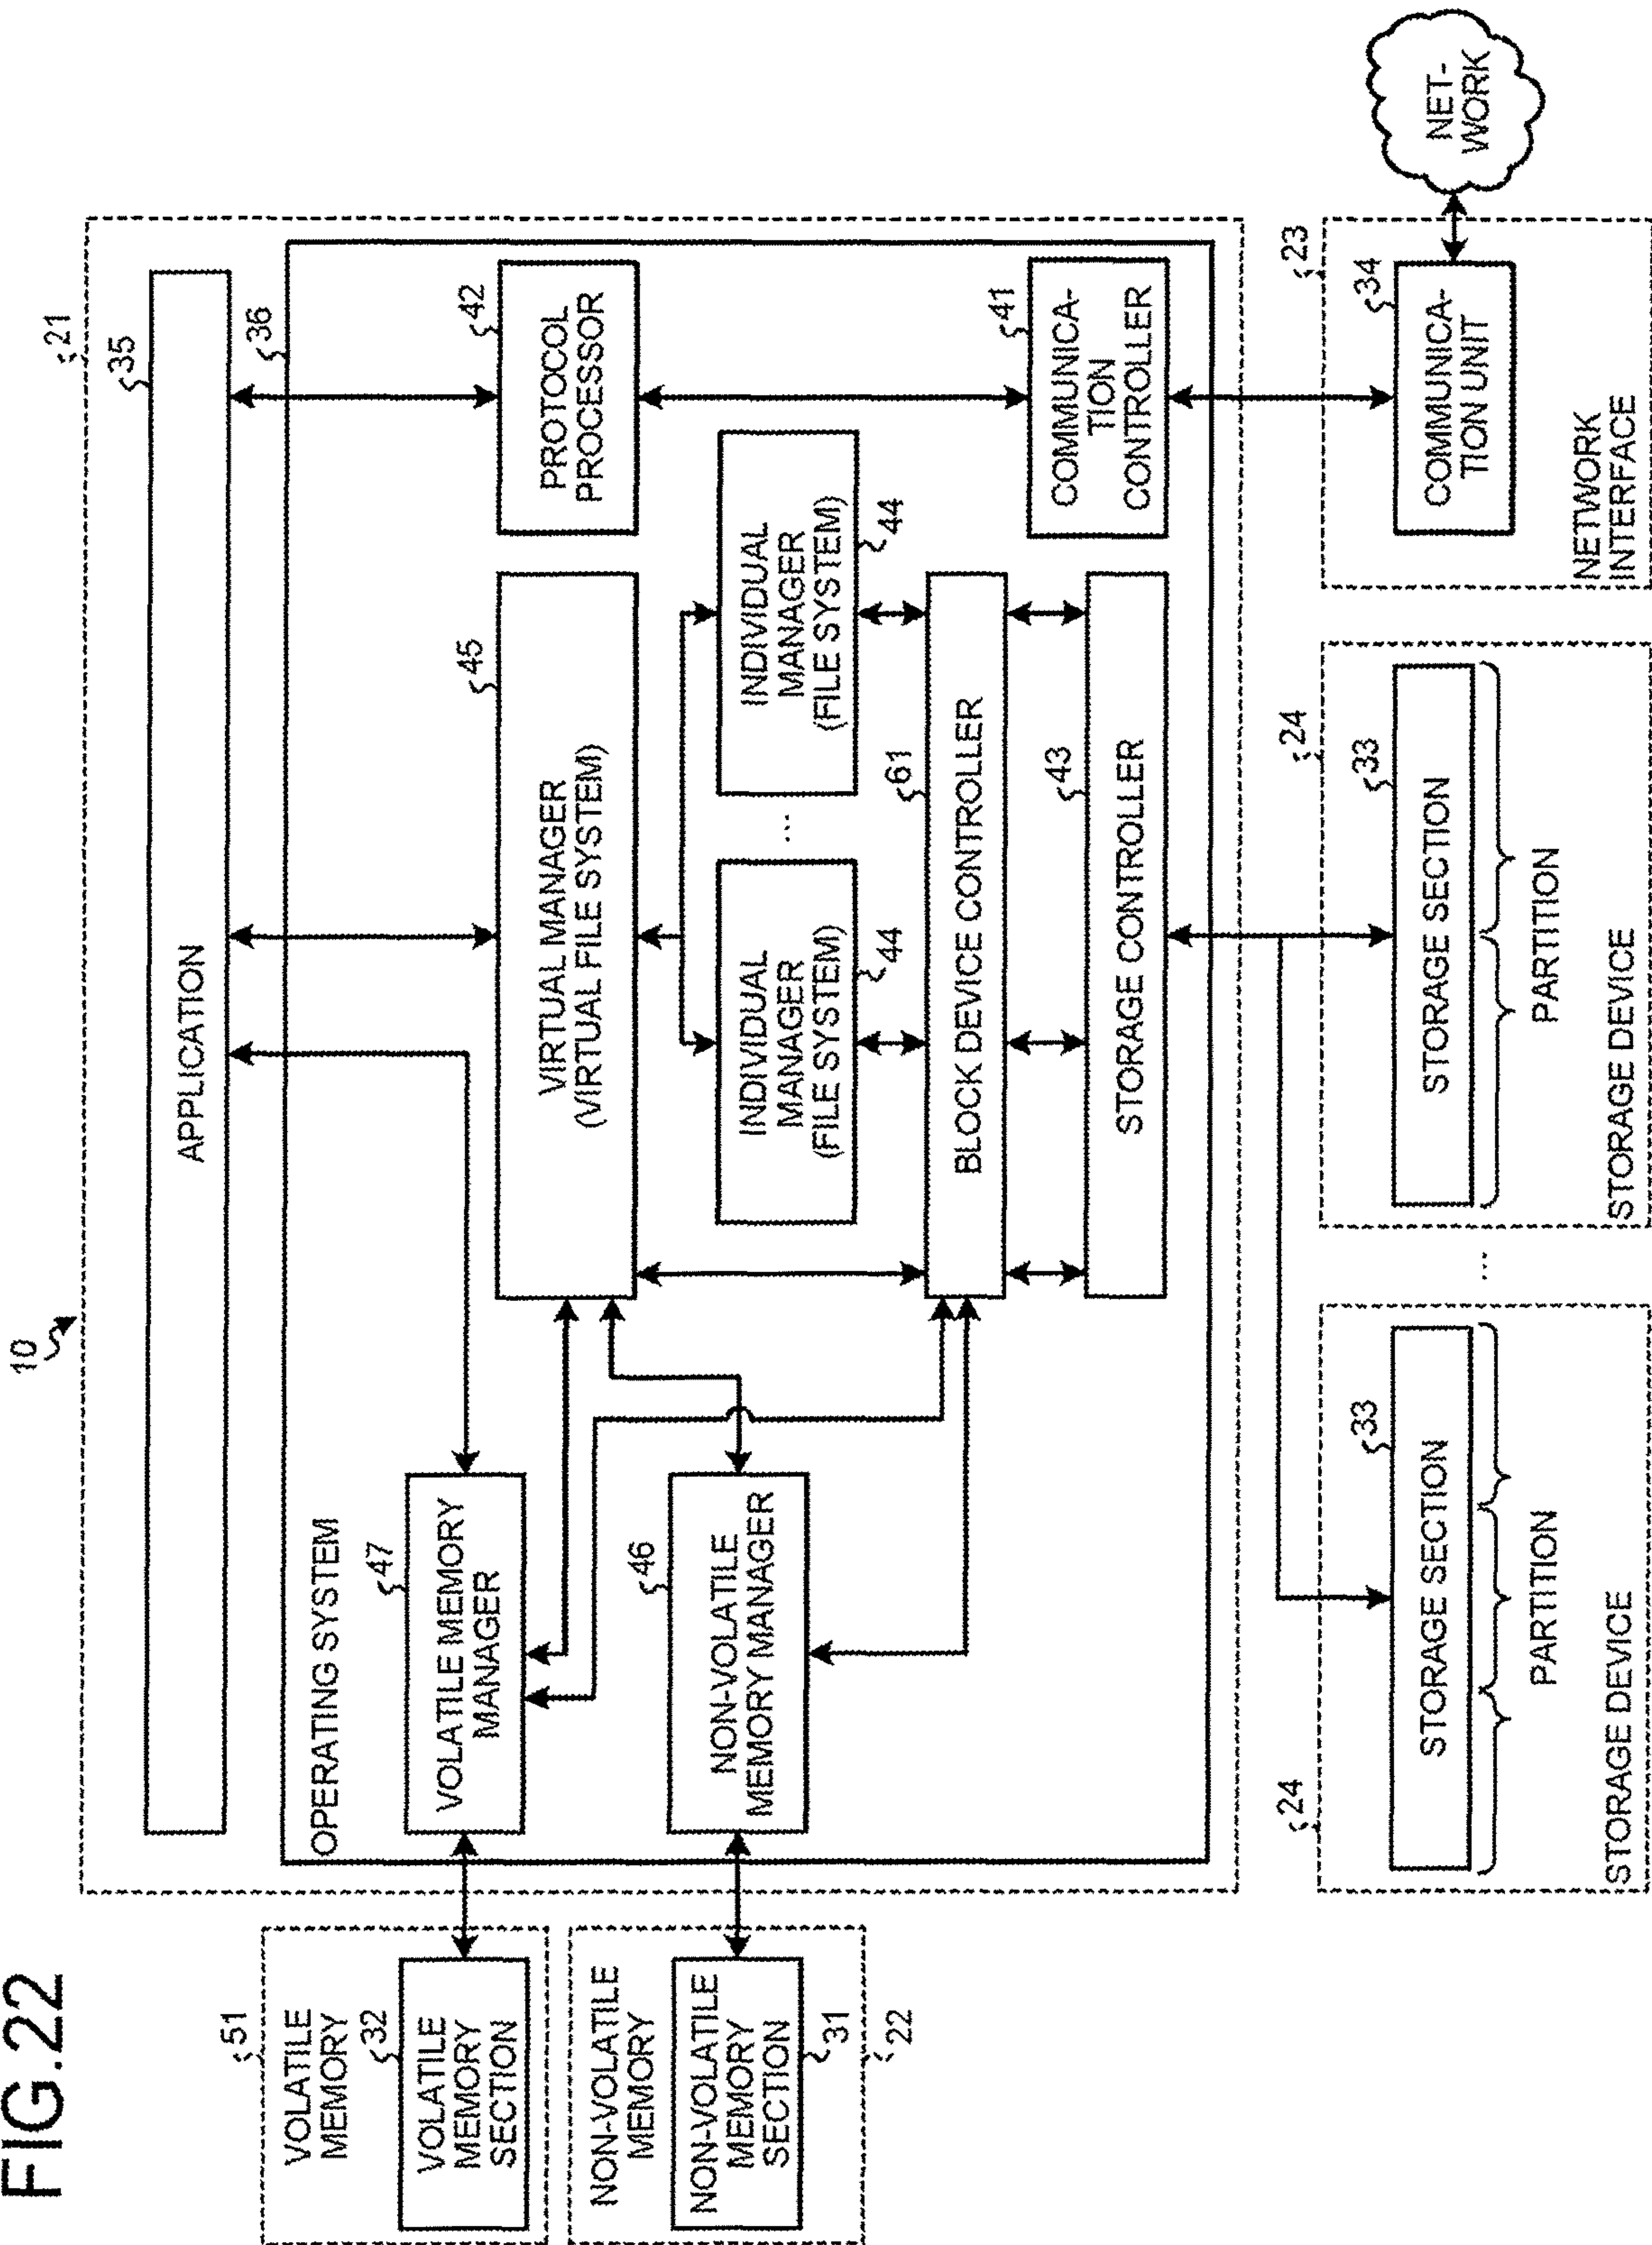 FIG.22
10
21
35
APPLICATION
36
OPERATING SYSTEM
51
VOLATILE
MEMORY
32
VOLATILE
MEMORY
SECTION
47
VOLATILE MEMORY
MANAGER
45
VIRTUAL MANAGER
(VIRTUAL FILE SYSTEM)
42
PROTOCOL
PROCESSOR
NON-VOLATILE
MEMORY
NON-VOLATILE
MEMORY
SECTION
31
22
46
NON-VOLATILE
MEMORY MANAGER
INDIVIDUAL
MANAGER
(FILE SYSTEM)
44
...
INDIVIDUAL
MANAGER
(FILE SYSTEM)
44
61
BLOCK DEVICE CONTROLLER
43
STORAGE CONTROLLER
41
COMMUNICA-
TION
CONTROLLER
24
33
STORAGE SECTION
PARTITION
STORAGE DEVICE
...
24
33
STORAGE SECTION
PARTITION
STORAGE DEVICE
23
34
COMMUNICA-
TION UNIT
NETWORK
INTERFACE
NET-
WORK